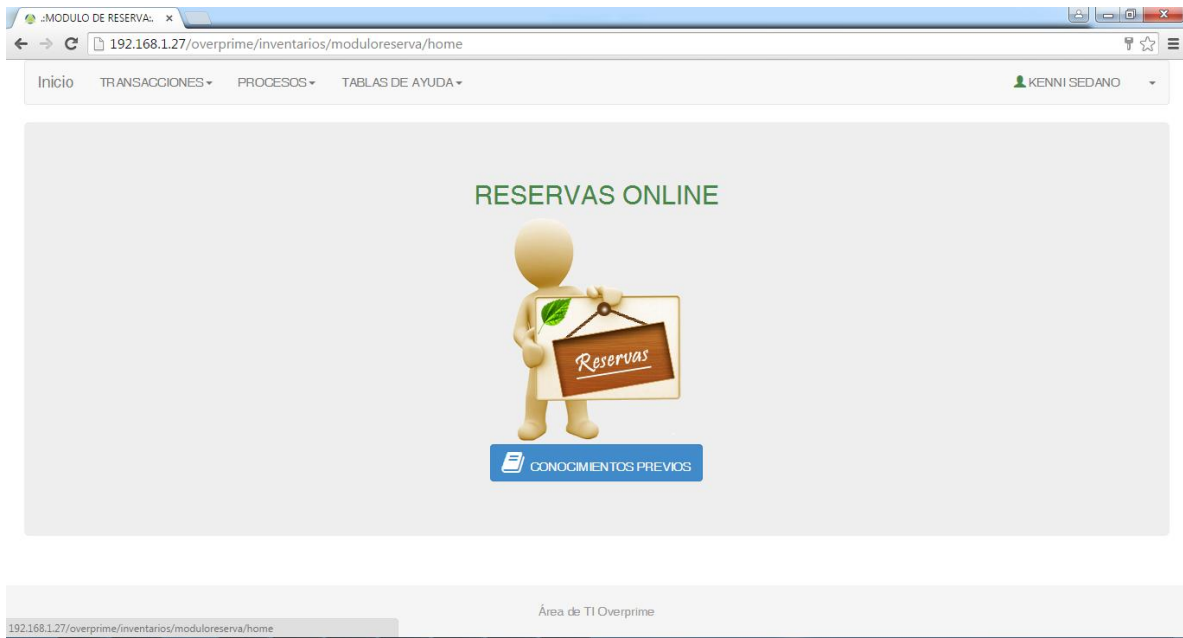 .:MODULO DE RESERVA:.
192.168.1.27/overprime/inventarios/moduloreserva/home
Inicio TRANSACCIONES PROCESOS TABLAS DE AYUDA KENNI SEDANO
RESERVAS ONLINE
Reservas
CONOCIMIENTOS PREVIOS
Área de TI Overprime
192.168.1.27/overprime/inventarios/moduloreserva/home